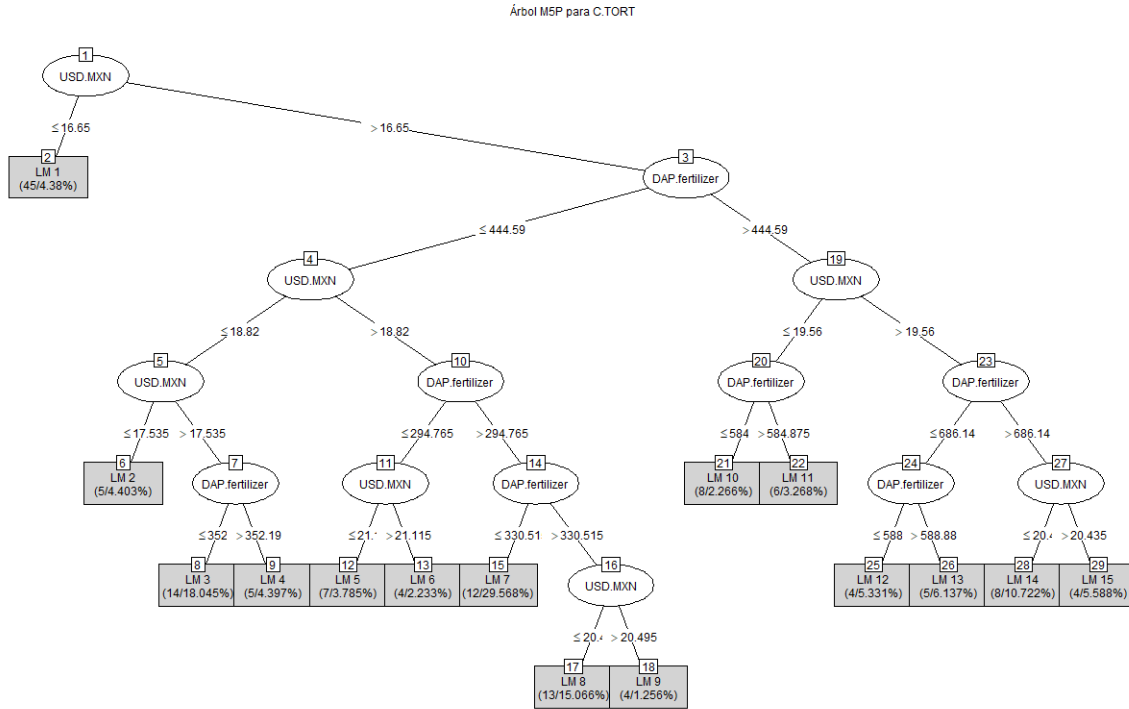 Árbol M5P para C.TORT
1
USD.MXN
≤ 16.65
> 16.65
2
LM 1
(45/4.38%)
3
DAP.fertilizer
≤ 444.59
> 444.59
4
USD.MXN
19
USD.MXN
≤ 18.82
> 18.82
≤ 19.56
> 19.56
5
USD.MXN
10
DAP.fertilizer
20
DAP.fertilizer
23
DAP.fertilizer
≤ 17.535
> 17.535
≤ 294.765
> 294.765
≤ 584
> 584.875
≤ 686.14
> 686.14
6
LM 2
(5/4.403%)
7
DAP.fertilizer
11
USD.MXN
14
DAP.fertilizer
21
LM 10
(8/2.266%)
22
LM 11
(6/3.268%)
24
DAP.fertilizer
27
USD.MXN
≤ 352
> 352.19
≤ 21.
> 21.115
≤ 330.51
> 330.515
≤ 588
> 588.88
≤ 20.
> 20.435
8
LM 3
(14/18.045%)
9
LM 4
(5/4.397%)
12
LM 5
(7/3.785%)
13
LM 6
(4/2.233%)
15
LM 7
(12/29.568%)
16
USD.MXN
25
LM 12
(4/5.331%)
26
LM 13
(5/6.137%)
28
LM 14
(8/10.722%)
29
LM 15
(4/5.588%)
≤ 20.
> 20.495
17
LM 8
(13/15.066%)
18
LM 9
(4/1.256%)